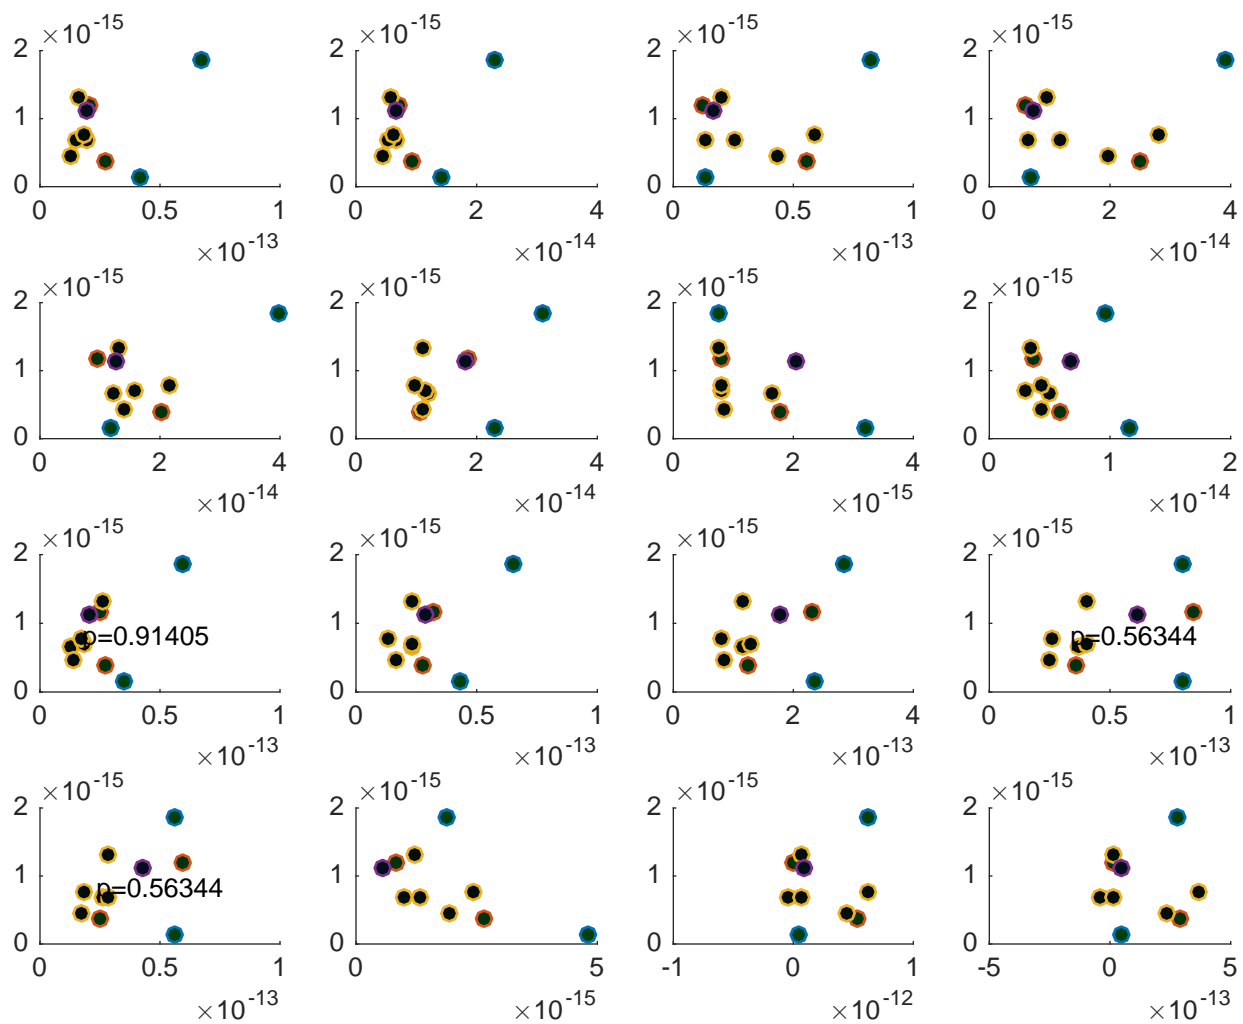 ×10-15 ×10-15 ×10-15 ×10-15
2 2 2 2
1 1 1 1
0 0 0 0
0 0.5 1 0 2 4 0 0.5 1 0 2 4
×10-13 ×10-14 ×10-13 ×10-14
×10-15 ×10-15 ×10-15 ×10-15
2 2 2 2
1 1 1 1
0 0 0 0
0 2 4 0 2 4 0 2 4 0 1 2
×10-14 ×10-14 ×10-15 ×10-14
×10-15 ×10-15 ×10-15 ×10-15
2 2 2 2
1 1 1 1
p=0.91405 p=0.56344
0 0 0 0
0 0.5 1 0 0.5 1 0 2 4 0 0.5 1
×10-13 ×10-13 ×10-13 ×10-13
×10-15 ×10-15 ×10-15 ×10-15
2 2 2 2
1 1 1 1
p=0.56344
0 0 0 0
0 0.5 1 0 5 -1 0 1 -5 0 5
×10-13 ×10-15 ×10-12 ×10-13